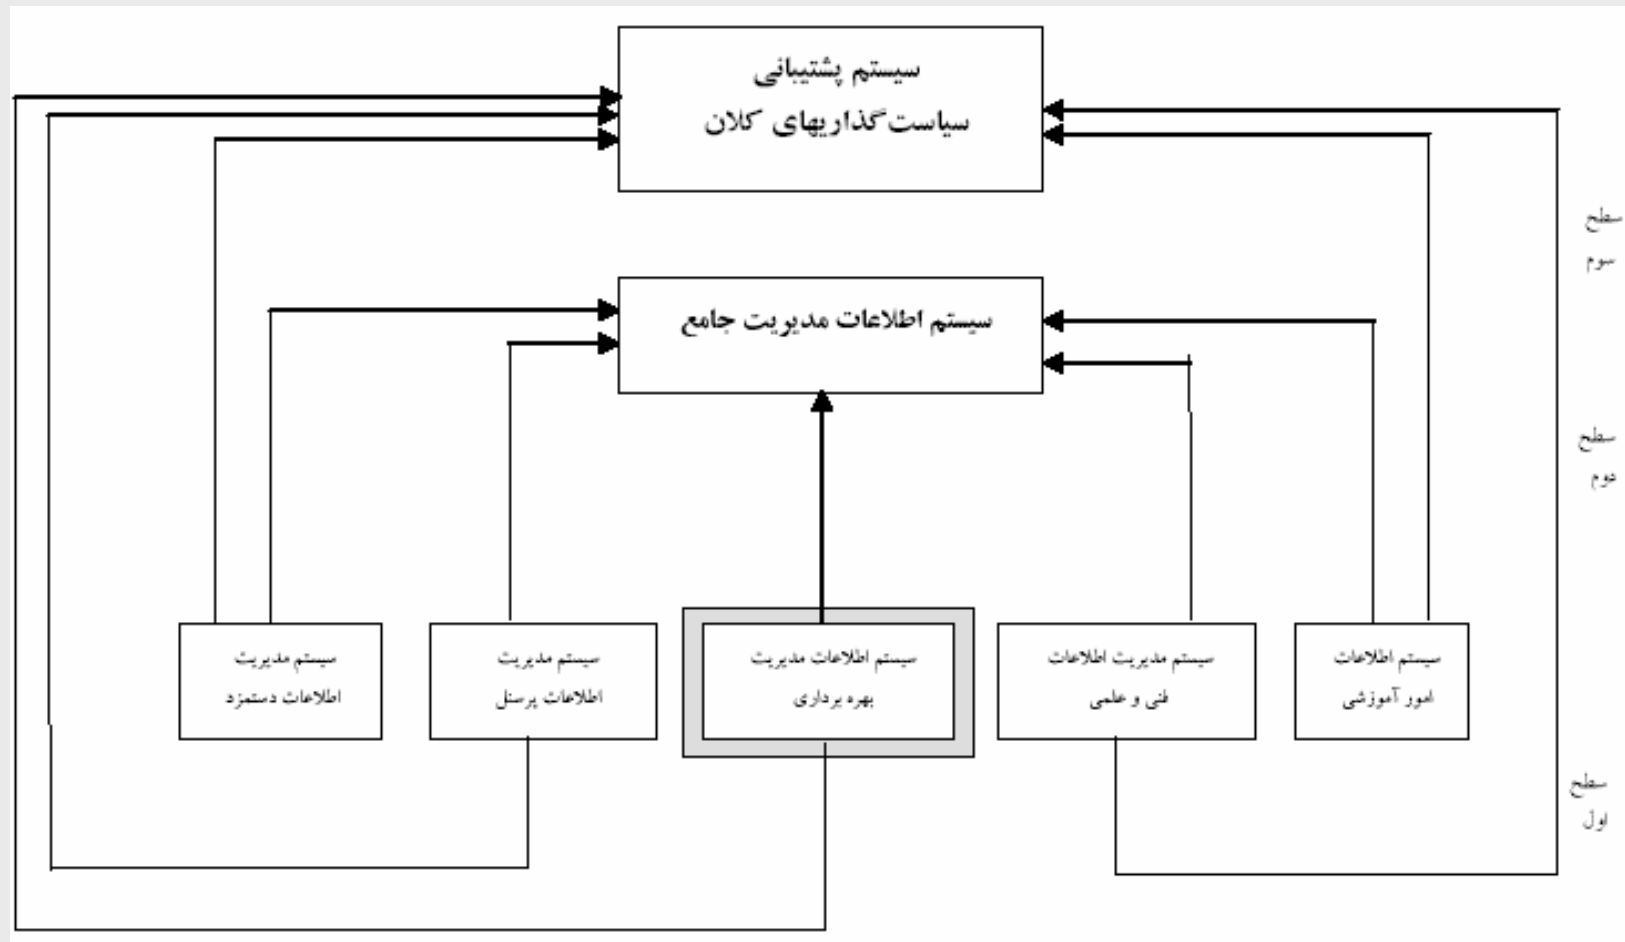 سیستم پشتیبانی
سیاست‌گذاریهای کلان
سطح
سوم
سیستم اطلاعات مدیریت جامع
سطح
دوم
سیستم اطلاعات
امور آموزشی
سیستم مدیریت اطلاعات
فنی و علمی
سیستم اطلاعات مدیریت
بهره برداری
سیستم مدیریت
اطلاعات پرسنل
سیستم مدیریت
اطلاعات دستمزد
سطح
اول